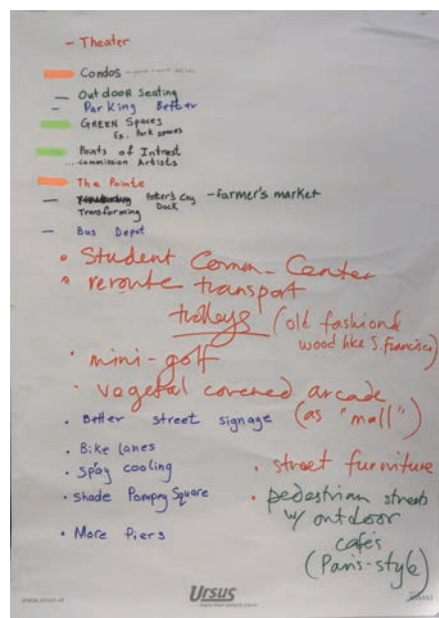 - Theater
Condos
- Outdoor Seating
- Parking Better
GREEN Spaces
Ex. Park spaces
Points of Intrest
...commission Artists
The Pointe
- Potter's Cay - farmer's market
Transforming Dock
- Bus Depot
• Student Comm. Center
• reroute transport
trolleys (old fashiond
wood like S. Francisco)
• mini-golf
• vegetal covered arcade
(as "mall")
• Better street signage
• Bike lanes
• spay cooling
• street furniture
• shade Pompey Square
• pedestrian streets
w/ outdoor
cafés
(Paris-style)
• More Piers
Ursus